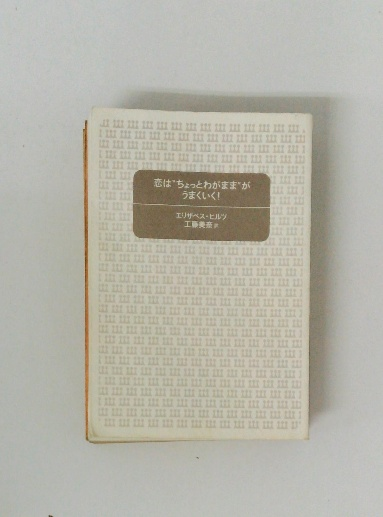 恋は"ちょっとわがまま"が
うまくいく!
エリザベス・ヒルツ
工藤美奈 訳